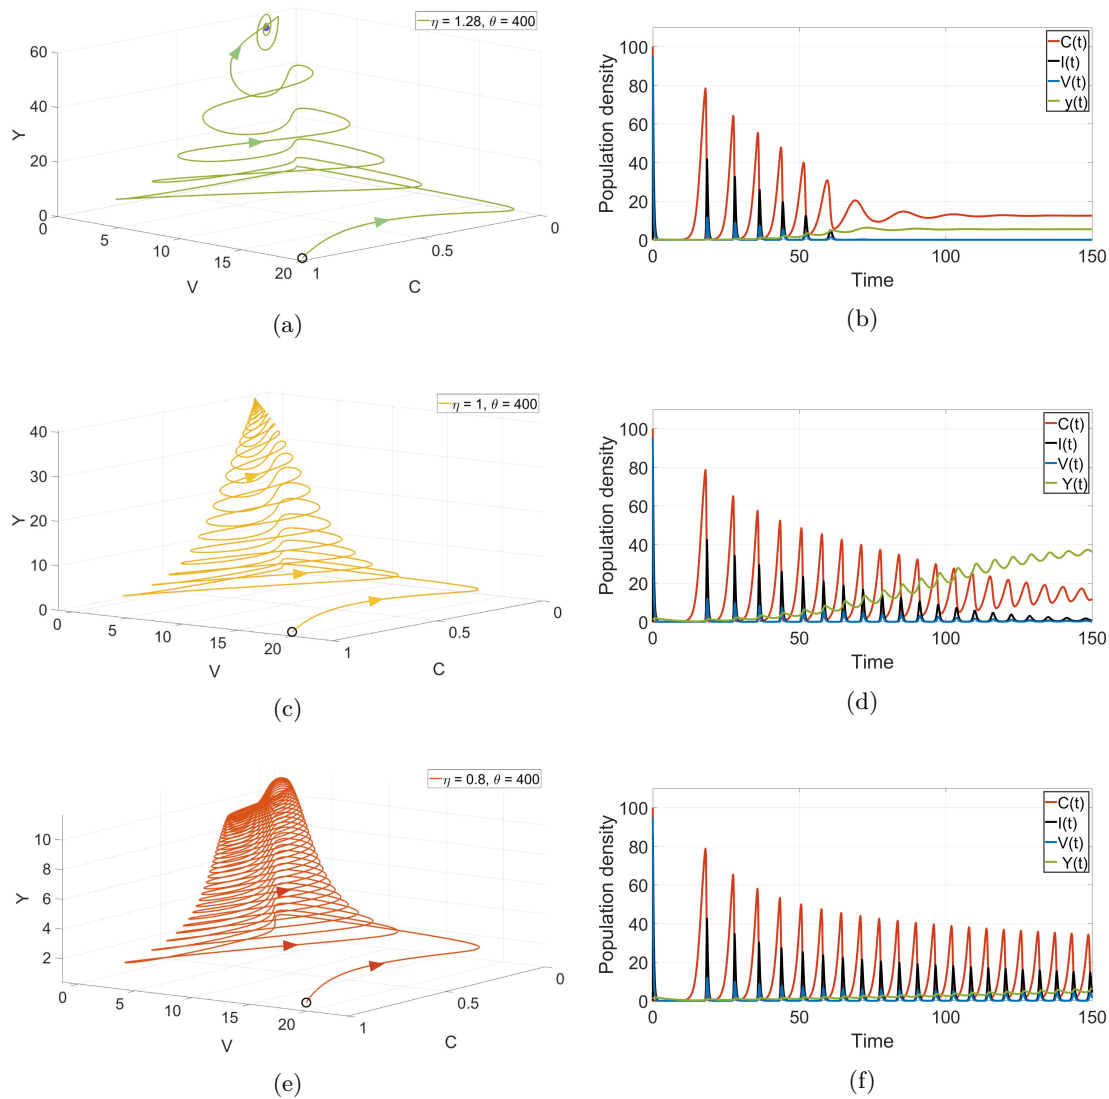 η = 1.28, θ = 400
60
40
20
0
Y
0
5
10
15
20
V
1
0.5
0
C
(a)
100
80
60
40
20
0
Population density
C(t)
I(t)
V(t)
y(t)
0
50
100
150
Time
(b)
η = 1, θ = 400
40
30
20
10
0
Y
0
5
10
15
20
V
1
0.5
0
C
(c)
100
80
60
40
20
0
Population density
C(t)
I(t)
V(t)
Y(t)
0
50
100
150
Time
(d)
η = 0.8, θ = 400
10
8
6
4
2
Y
0
5
10
15
20
V
1
0.5
0
C
(e)
100
80
60
40
20
0
Population density
C(t)
I(t)
V(t)
Y(t)
0
50
100
150
Time
(f)